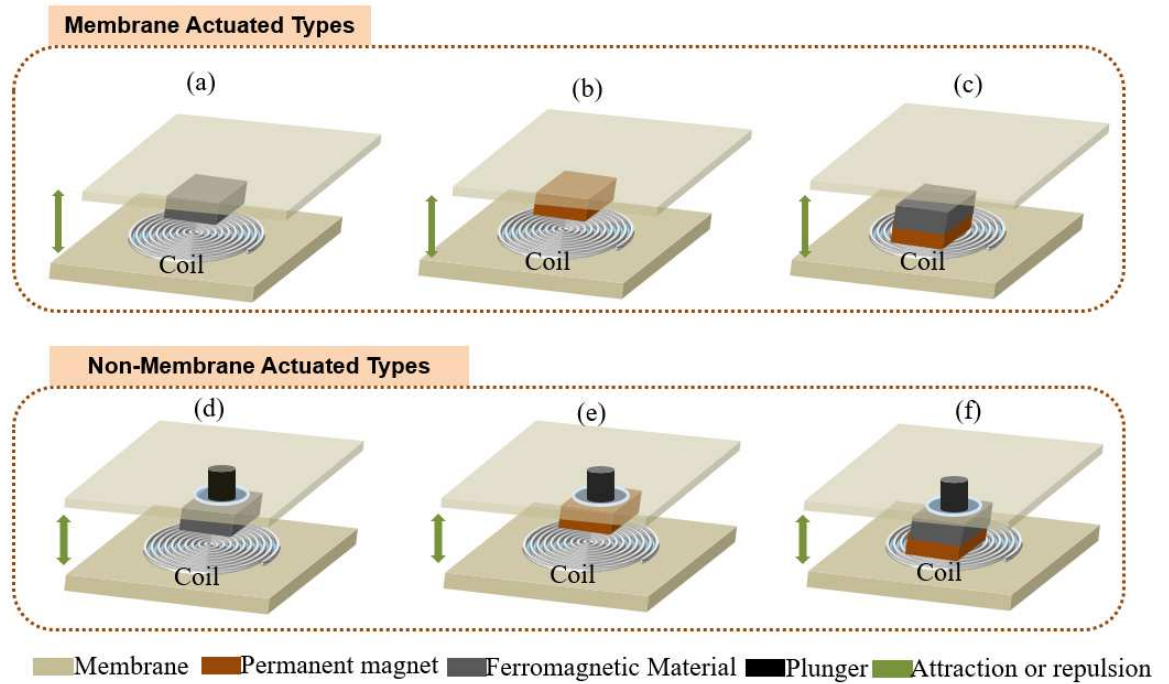 Membrane Actuated Types
(a)
(b)
(c)
Coil
Coil
Coil
Non-Membrane Actuated Types
(d)
(e)
(f)
Coil
Coil
Coil
Membrane Permanent magnet Ferromagnetic Material Plunger Attraction or repulsion